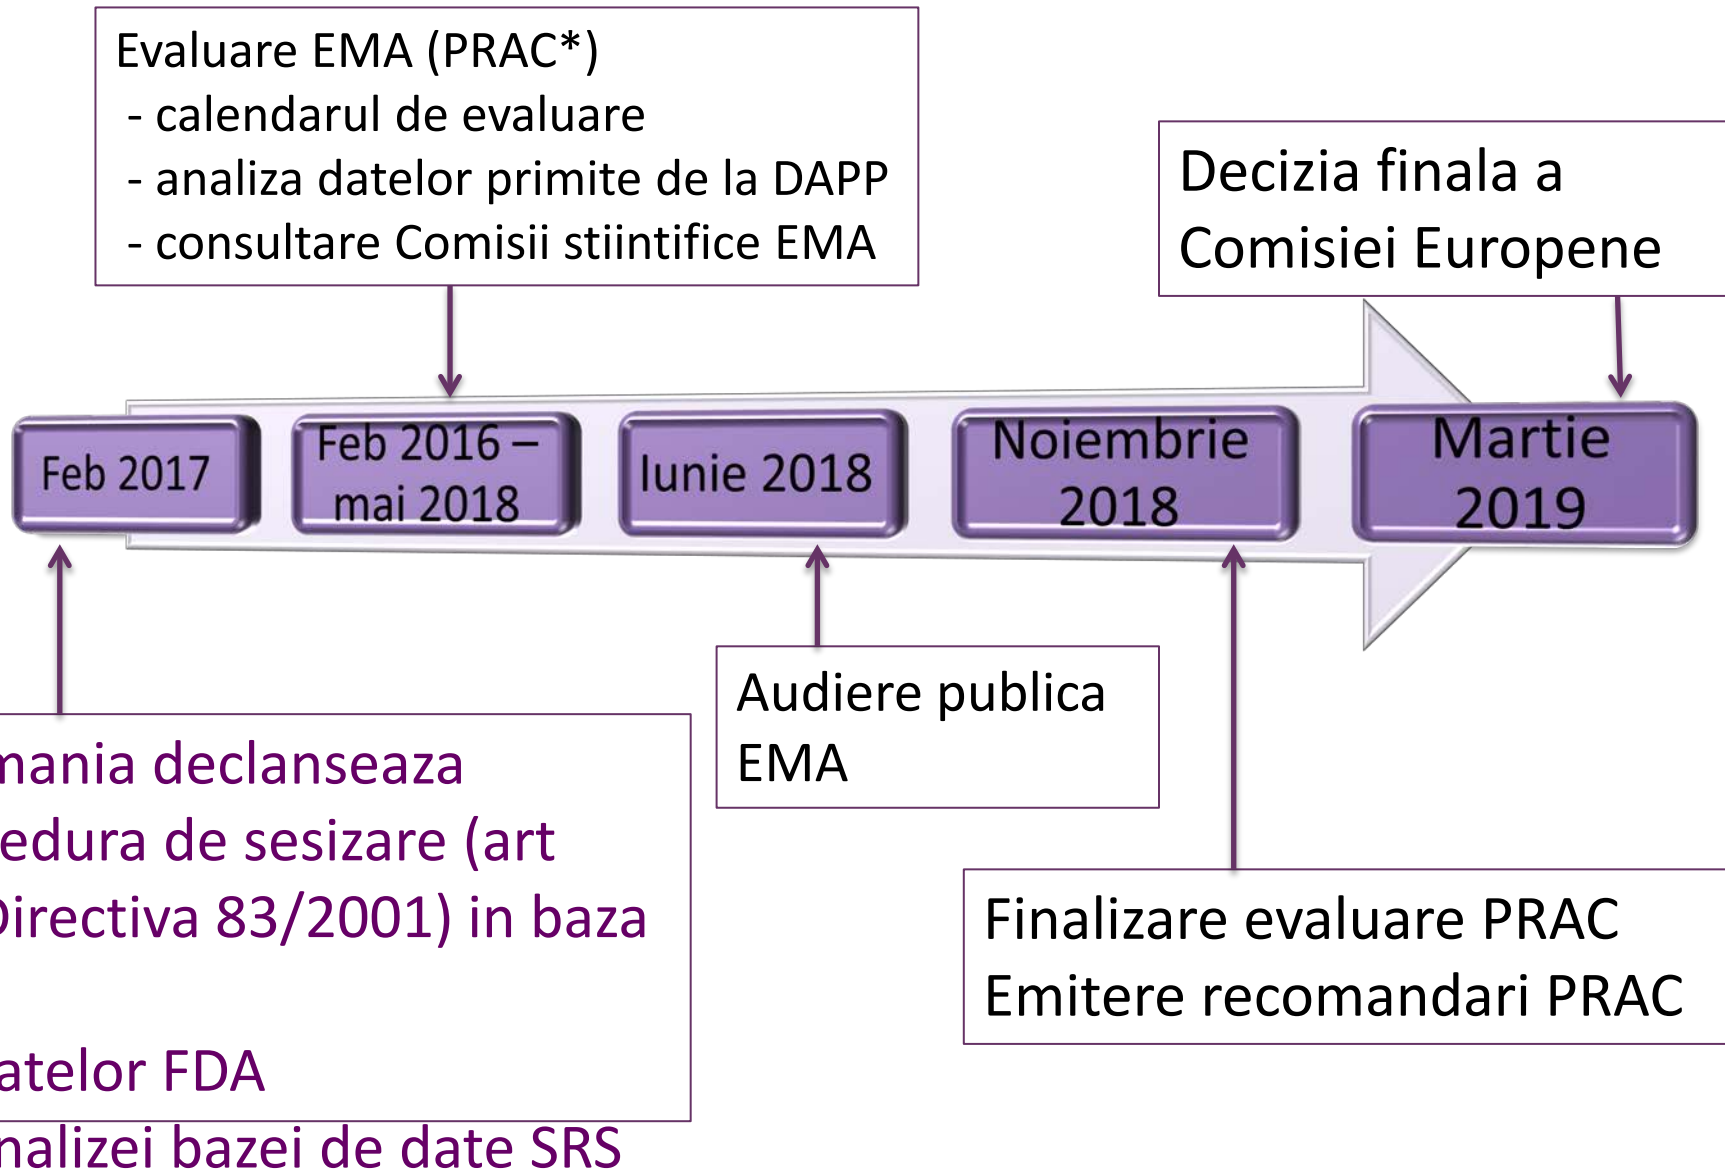 Evaluare EMA (PRAC*)
- calendarul de evaluare
- analiza datelor primite de la DAPP
- consultare Comisii stiintifice EMA
Decizia finala a
Comisiei Europene
Feb 2017
Feb 2016 –
mai 2018
Iunie 2018
Noiembrie
2018
Martie
2019
mania declanseaza
edura de sesizare (art
Directiva 83/2001) in baza
atelor FDA
nalizei bazei de date SRS
Audiere publica
EMA
Finalizare evaluare PRAC
Emitere recomandari PRAC